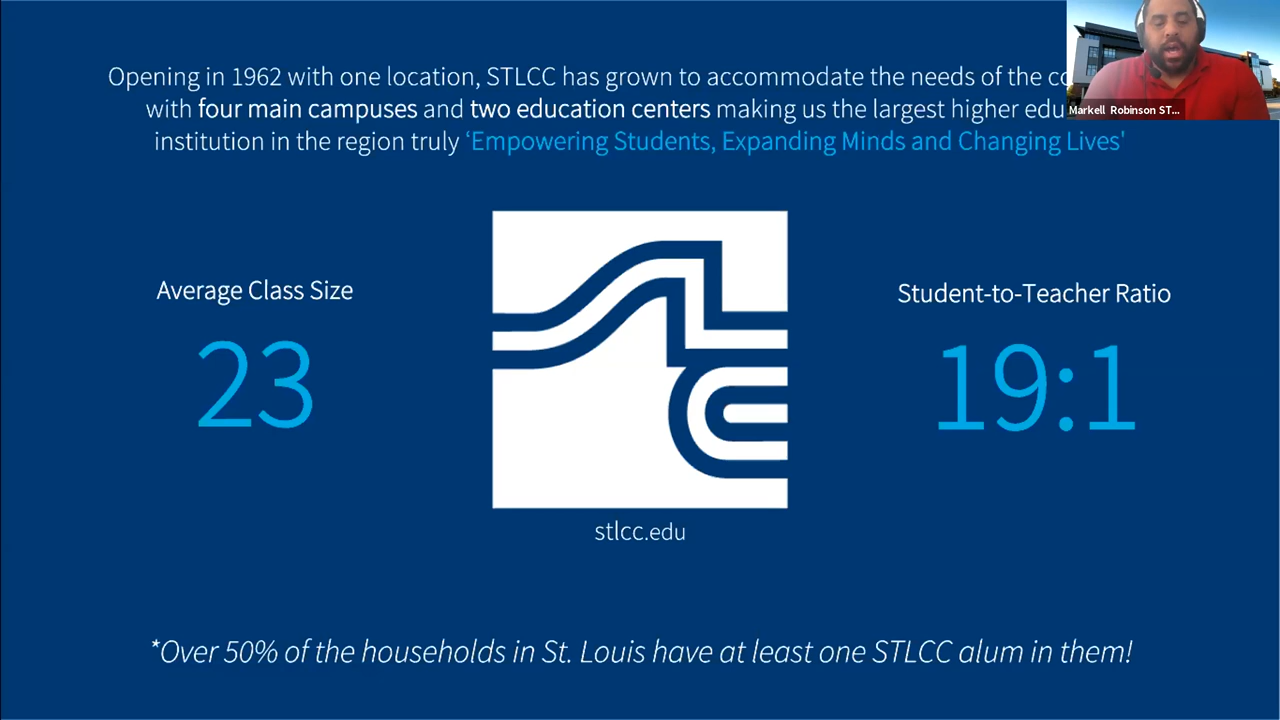 Opening in 1962 with one location, STLCC has grown to accommodate the needs of the
with four main campuses and two education centers making us the largest higher
institution in the region truly ‘Empowering Students, Expanding Minds and Changing Lives'
Markell Robinson ST...
Average Class Size
23
Student-to-Teacher Ratio
19:1
stlcc.edu
*Over 50% of the households in St. Louis have at least one STLCC alum in them!